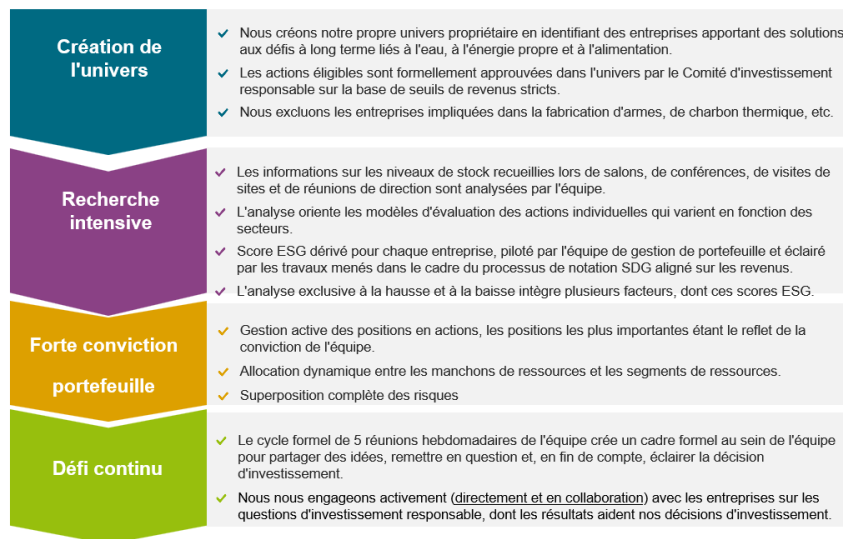 Création de
l'univers
Nous créons notre propre univers propriétaire en identifiant des entreprises apportant des solutions
aux défis à long terme liés à l'eau, à l'énergie propre et à l'alimentation.
Les actions éligibles sont formellement approuvées dans l'univers par le Comité d'investissement
responsable sur la base de seuils de revenus stricts.
Nous excluons les entreprises impliquées dans la fabrication d'armes, de charbon thermique, etc.
Recherche
intensive
Les informations sur les niveaux de stock recueillies lors de salons, de conférences, de visites de
sites et de réunions de direction sont analysées par l'équipe.
L'analyse oriente les modèles d'évaluation des actions individuelles qui varient en fonction des
secteurs.
Score ESG dérivé pour chaque entreprise, piloté par l'équipe de gestion de portefeuille et éclairé
par les travaux menés dans le cadre du processus de notation SDG aligné sur les revenus.
L'analyse exclusive à la hausse et à la baisse intègre plusieurs facteurs, dont ces scores ESG.
Forte conviction
portefeuille
Gestion active des positions en actions, les positions les plus importantes étant le reflet de la
conviction de l'équipe.
Allocation dynamique entre les manchons de ressources et les segments de ressources.
Superposition complète des risques
Défi continu
Le cycle formel de 5 réunions hebdomadaires de l'équipe crée un cadre formel au sein de l'équipe
pour partager des idées, remettre en question et, en fin de compte, éclairer la décision
d'investissement.
Nous nous engageons activement (directement et en collaboration) avec les entreprises sur les
questions d'investissement responsable, dont les résultats aident nos décisions d'investissement.